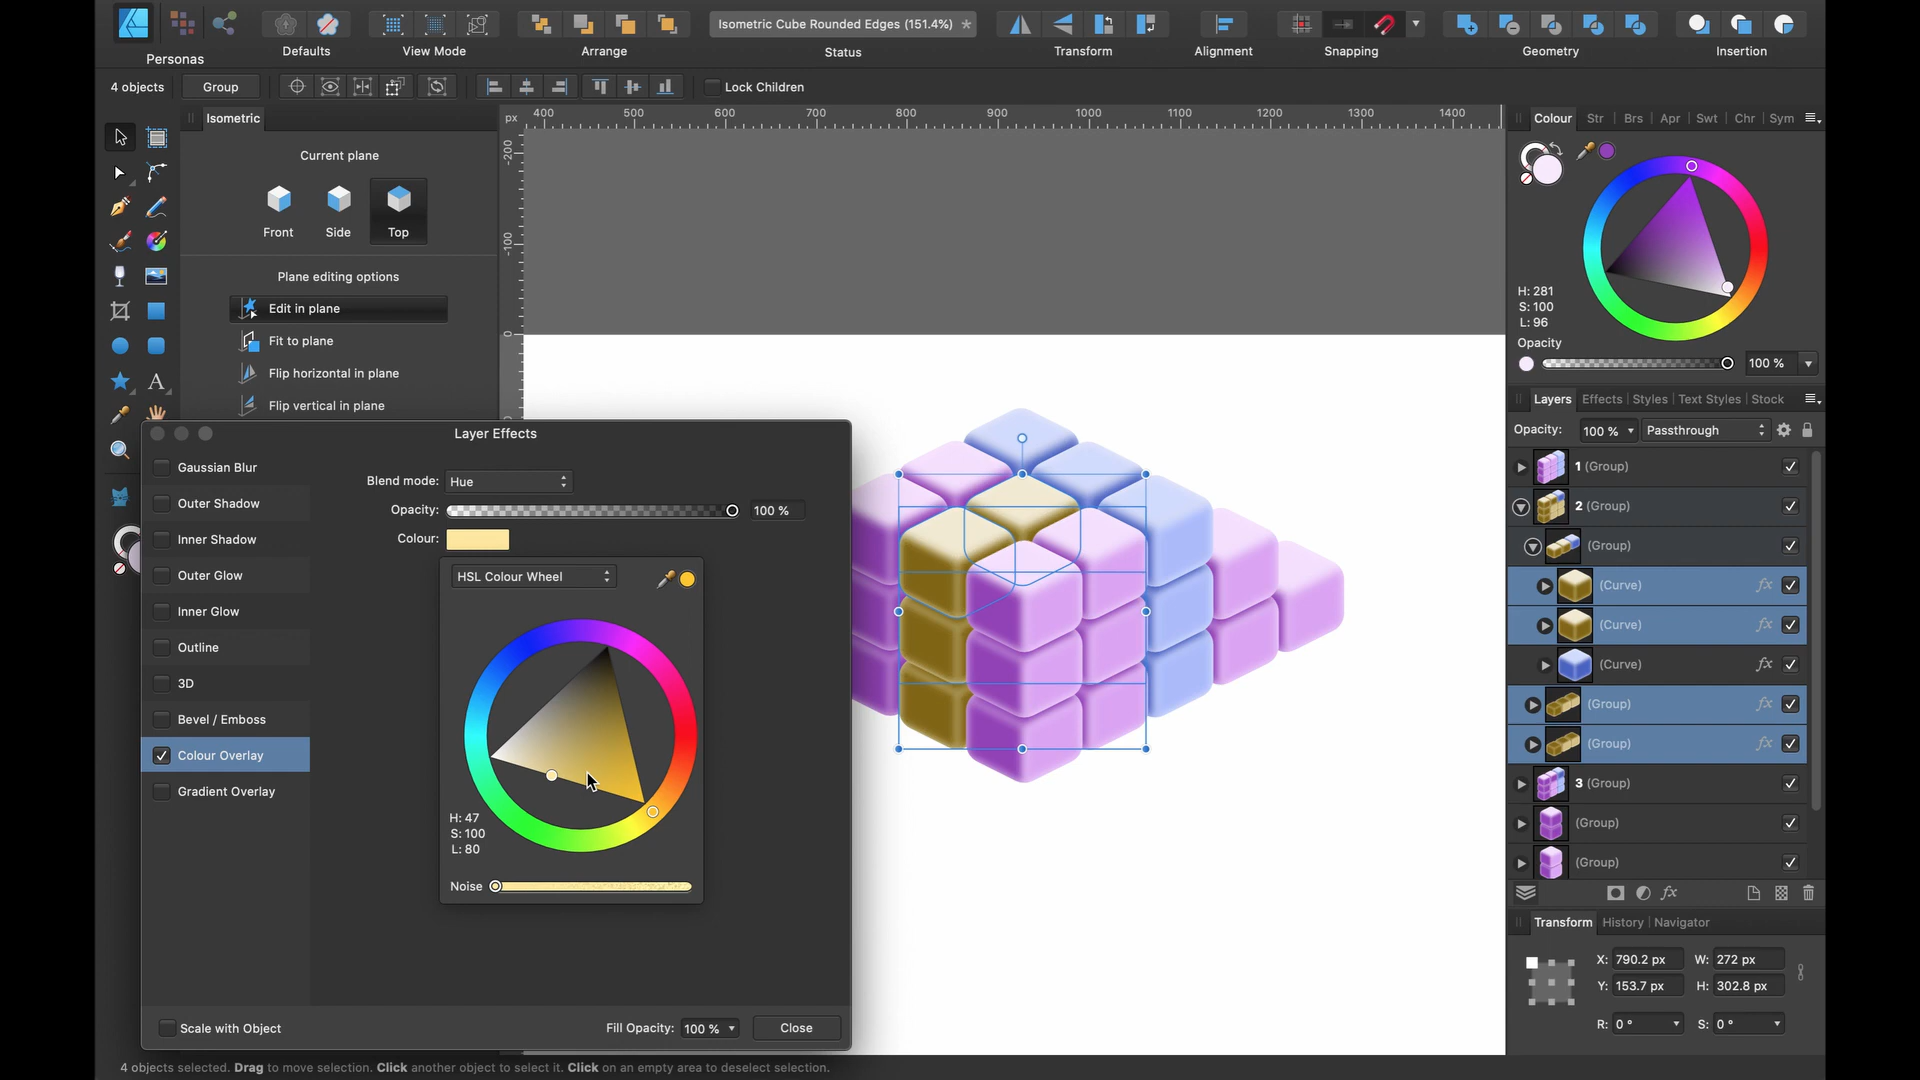 Personas
Defaults
View Mode
Arrange
Isometric Cube Rounded Edges (151.4%) *
Status
Transform
Alignment
Snapping
Geometry
Insertion
4 objects
Group
Lock Children
Isometric
Current plane
Front
Side
Top
Plane editing options
Edit in plane
Fit to plane
Flip horizontal in plane
Flip vertical in plane
px 400 500 600 700 800 900 1000 1100 1200 1300 1400
-200
-100
0
Colour Str Brs Apr Swt Chr Sym
H: 281
S: 100
L: 96
Opacity
100 %
Layers Effects Styles Text Styles Stock
Opacity: 100 % Passthrough
1 (Group)
2 (Group)
(Group)
(Curve) fx
(Curve) fx
(Curve) fx
(Group) fx
(Group) fx
3 (Group)
(Group)
(Group)
fx
Transform History Navigator
X: 790.2 px W: 272 px
Y: 153.7 px H: 302.8 px
R: 0 ° S: 0 °
Layer Effects
Gaussian Blur
Outer Shadow
Inner Shadow
Outer Glow
Inner Glow
Outline
3D
Bevel / Emboss
Colour Overlay
Gradient Overlay
Blend mode: Hue
Opacity: 100 %
Colour:
HSL Colour Wheel
H: 47
S: 100
L: 80
Noise
Scale with Object
Fill Opacity: 100 %
Close
4 objects selected. Drag to move selection. Click another object to select it. Click on an empty area to deselect selection.